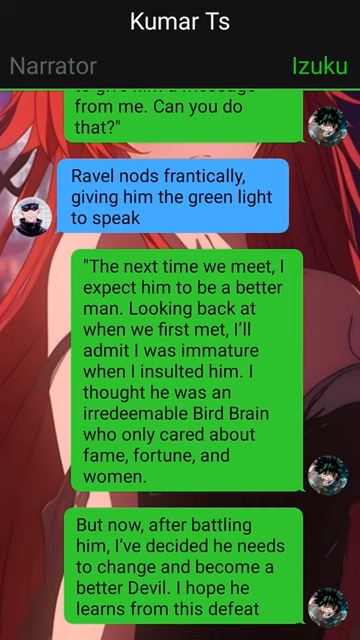 Kumar Ts
Narrator
Izuku
to give him a message
from me. Can you do
that?"
Ravel nods frantically,
giving him the green light
to speak
"The next time we meet, I
expect him to be a better
man. Looking back at
when we first met, I'll
admit I was immature
when I insulted him. I
thought he was an
irredeemable Bird Brain
who only cared about
fame, fortune, and
women.
But now, after battling
him, I've decided he needs
to change and become a
better Devil. I hope he
learns from this defeat